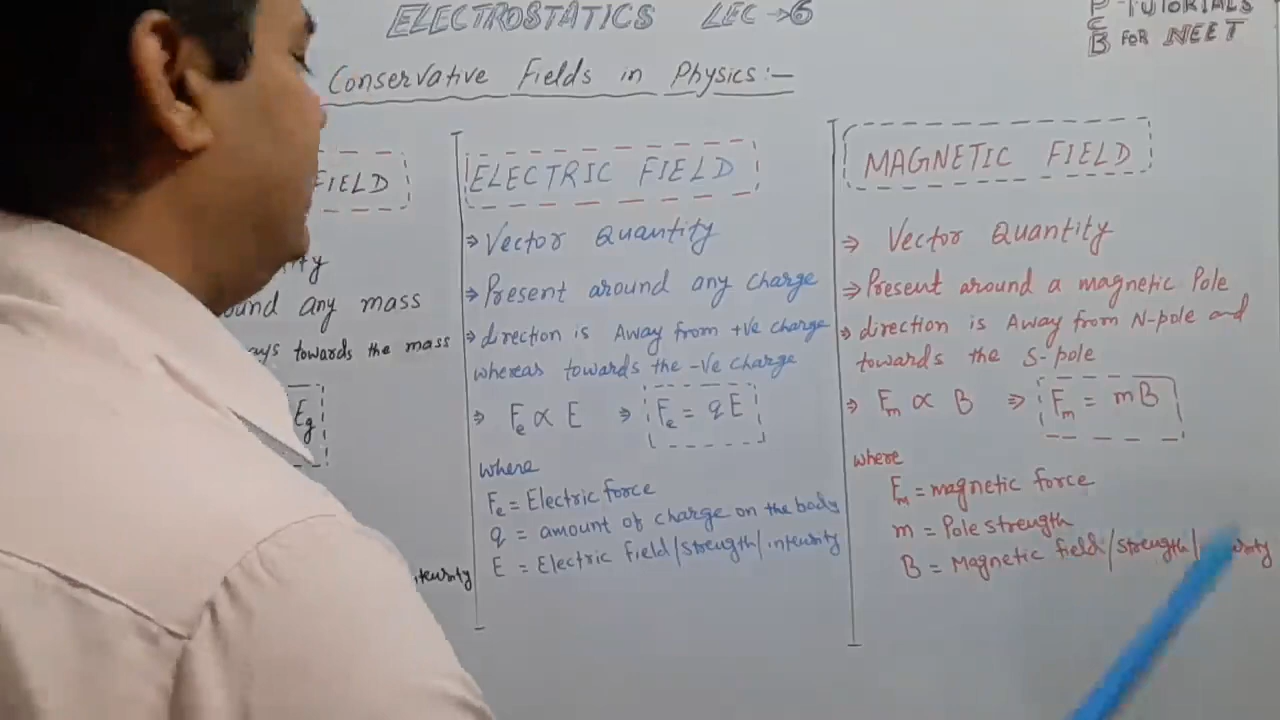 ELECTROSTATICS LEC → 6
P - TUTORIALS
C
B FOR NEET
Conservative Fields in Physics :-
FIELD
any mass
towards the mass
Eg
ELECTRIC FIELD
⇒ Vector Quantity
⇒ Present around any charge
⇒ direction is Away from +ve charge
whereas towards the -ve charge
⇒ Fe ∝ E ⇒ Fe = qE
where
Fe = Electric force
q = amount of charge on the body
E = Electric field/strength/intensity
MAGNETIC FIELD
⇒ Vector Quantity
⇒ Present around a magnetic Pole
⇒ direction is Away from N-pole and
towards the S-pole
⇒ Fm ∝ B ⇒ Fm = mB
where
Fm = magnetic force
m = Pole strength
B = Magnetic field/strength/